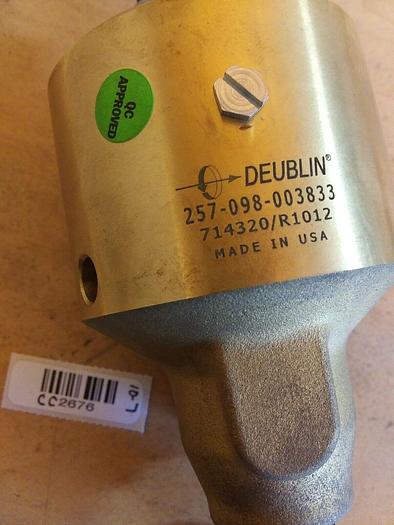 QC
APPROVED
DEUBLIN®
257-098-003833
714320/R1012
MADE IN USA
CC2676